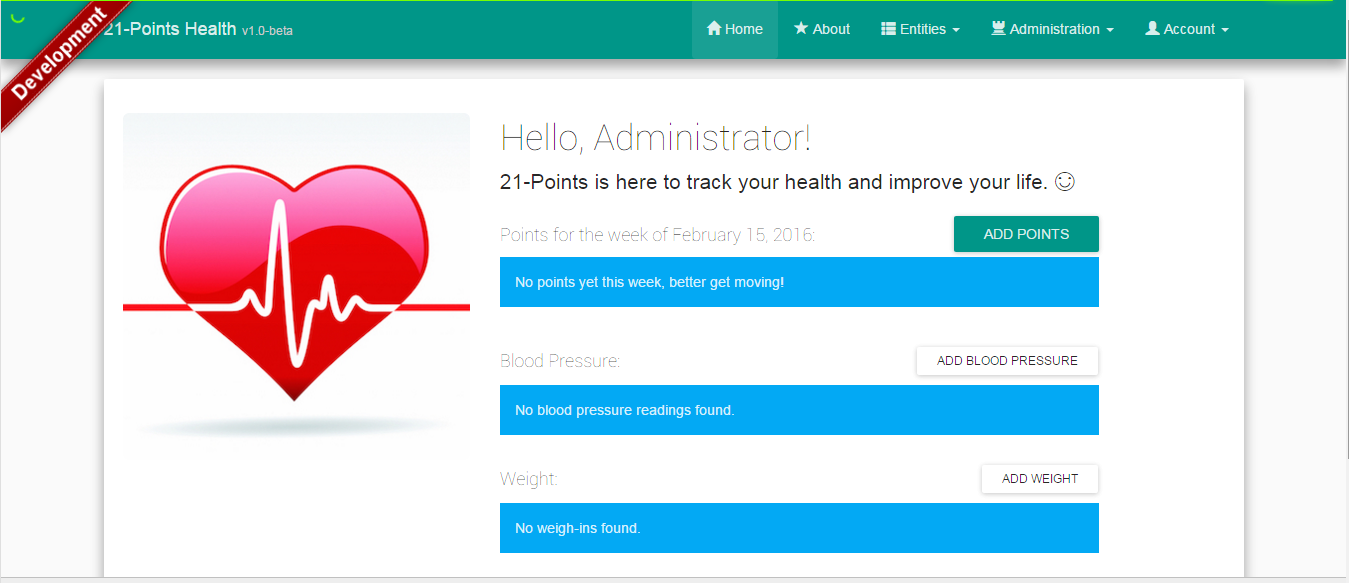 Development
21-Points Health v1.0-beta
Home About Entities Administration Account
Hello, Administrator!
21-Points is here to track your health and improve your life.
Points for the week of February 15, 2016: ADD POINTS
No points yet this week, better get moving!
Blood Pressure: ADD BLOOD PRESSURE
No blood pressure readings found.
Weight: ADD WEIGHT
No weigh-ins found.